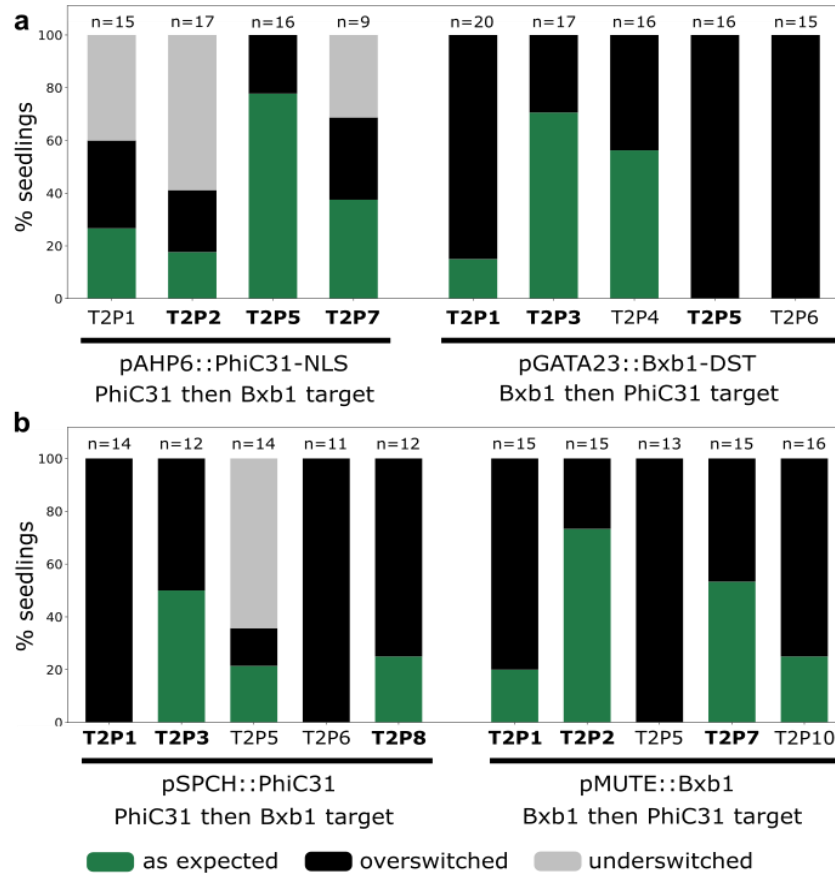 a
n=15 n=17 n=16 n=9 n=20 n=17 n=16 n=16 n=15
100
80
60
40
20
0
% seedlings
T2P1 T2P2 T2P5 T2P7 T2P1 T2P3 T2P4 T2P5 T2P6
pAHP6::PhiC31-NLS pGATA23::Bxb1-DST
PhiC31 then Bxb1 target Bxb1 then PhiC31 target
b
n=14 n=12 n=14 n=11 n=12 n=15 n=15 n=13 n=15 n=16
100
80
60
40
20
0
% seedlings
T2P1 T2P3 T2P5 T2P6 T2P8 T2P1 T2P2 T2P5 T2P7 T2P10
pSPCH::PhiC31 pMUTE::Bxb1
PhiC31 then Bxb1 target Bxb1 then PhiC31 target
as expected overswitched underswitched